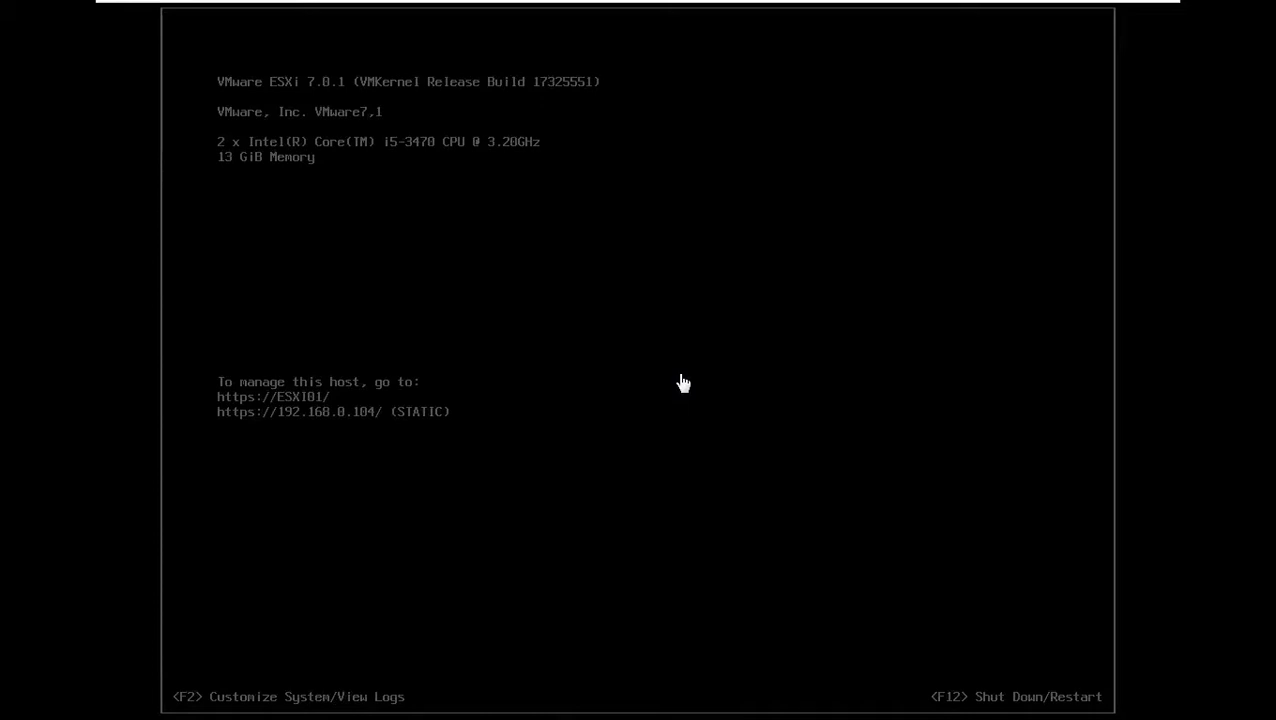 VMware ESXi 7.0.1 (VMKernel Release Build 17325551)
VMware, Inc. VMware7,1
2 x Intel(R) Core(TM) i5-3470 CPU @ 3.20GHz
13 GiB Memory
To manage this host, go to:
https://ESXI01/
https://192.168.0.104/ (STATIC)
<F2> Customize System/View Logs
<F12> Shut Down/Restart